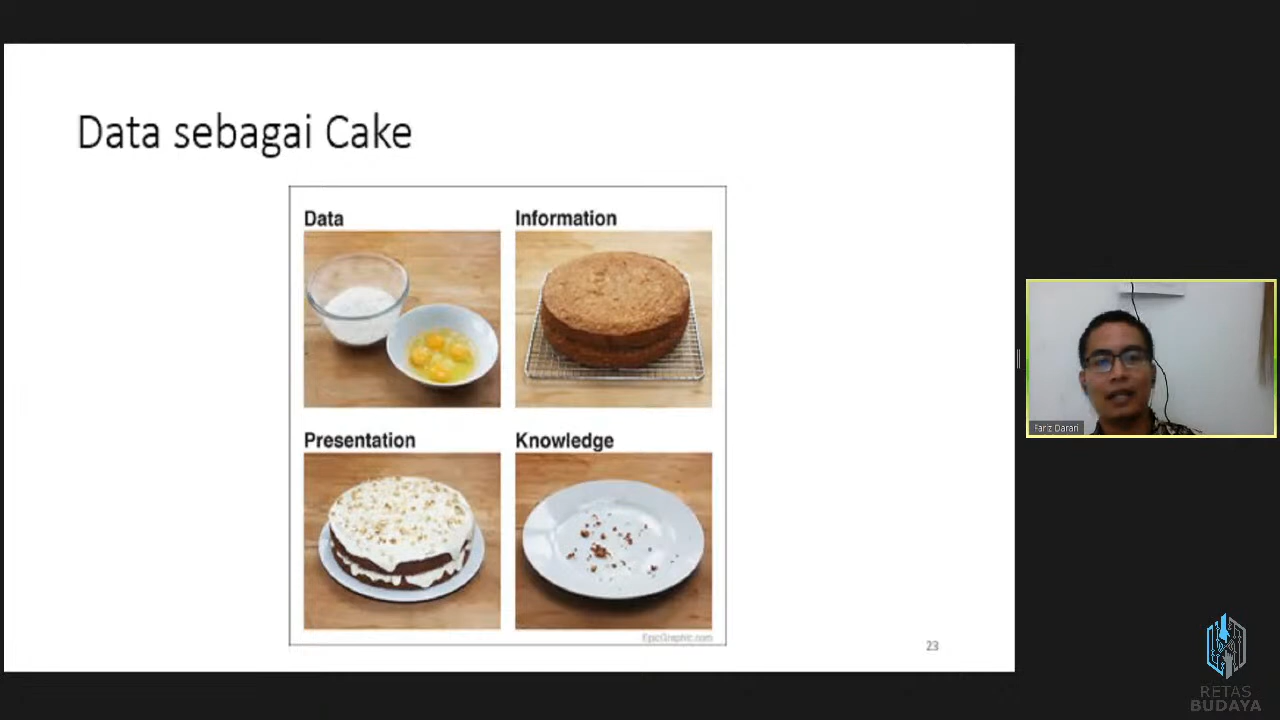 Data sebagai Cake
Data
Information
Presentation
Knowledge
EpicGraphic.com
23
Fariz Darari
RETAS
BUDAYA